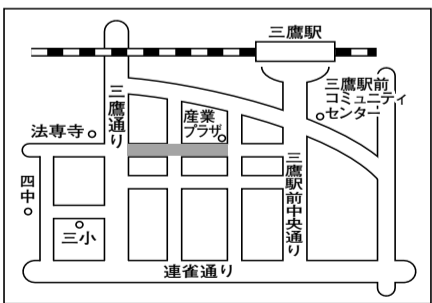 三鷹駅
三鷹駅前
コミュニティ
センター
三鷹通り
産業
プラザ
法専寺
四中
三鷹駅前中央通り
三小
連雀通り